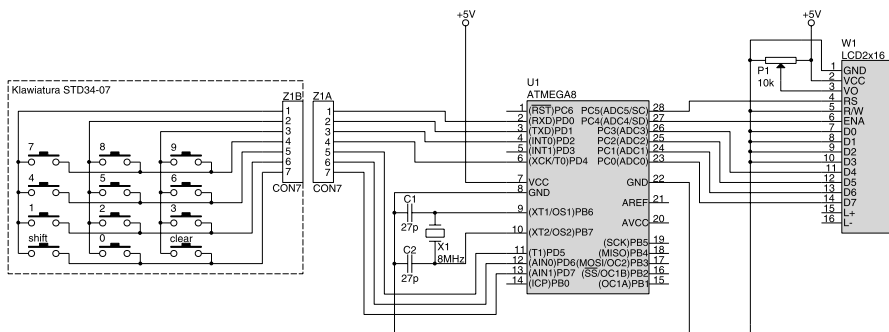 +5V
+5V
W1
LCD2x16
Klawiatura STD34-07
Z1B
1
2
3
4
5
6
7
CON7
Z1A
1
2
3
4
5
6
7
CON7
7
8
9
4
5
6
1
2
3
shift
0
clear
U1
ATMEGA8
1 (RST)PC6
2 (RXD)PD0
3 (TXD)PD1
4 (INT0)PD2
5 (INT1)PD3
6 (XCK/T0)PD4
7 VCC
8 GND
9 (XT1/OS1)PB6
10 (XT2/OS2)PB7
11 (T1)PD5
12 (AIN0)PD6
13 (AIN1)PD7
14 (ICP)PB0
PC5(ADC5/SC) 28
PC4(ADC4/SD) 27
PC3(ADC3) 26
PC2(ADC2) 25
PC1(ADC1) 24
PC0(ADC0) 23
GND 22
AREF 21
AVCC 20
(SCK)PB5 19
(MISO)PB4 18
(MOSI/OC2)PB3 17
(SS/OC1B)PB2 16
(OC1A)PB1 15
C1
27p
C2
27p
X1
8MHz
P1
10k
1 GND
2 VCC
3 VO
4 RS
5 R/W
6 ENA
7 D0
8 D1
9 D2
10 D3
11 D4
12 D5
13 D6
14 D7
15 L+
16 L-